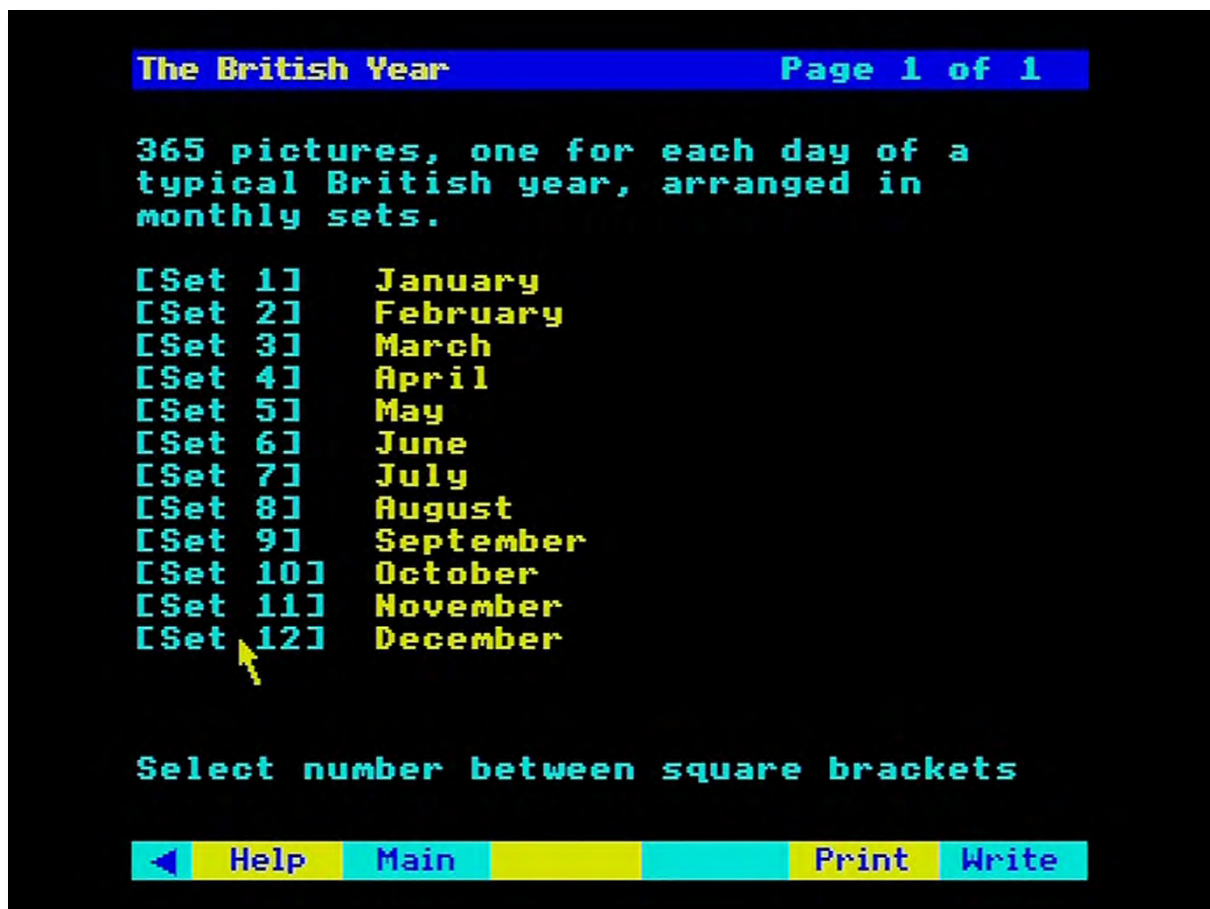 The British Year Page 1 of 1
365 pictures, one for each day of a
typical British year, arranged in
monthly sets.
[Set 1] January
[Set 2] February
[Set 3] March
[Set 4] April
[Set 5] May
[Set 6] June
[Set 7] July
[Set 8] August
[Set 9] September
[Set 10] October
[Set 11] November
[Set 12] December
Select number between square brackets
Help Main Print Write